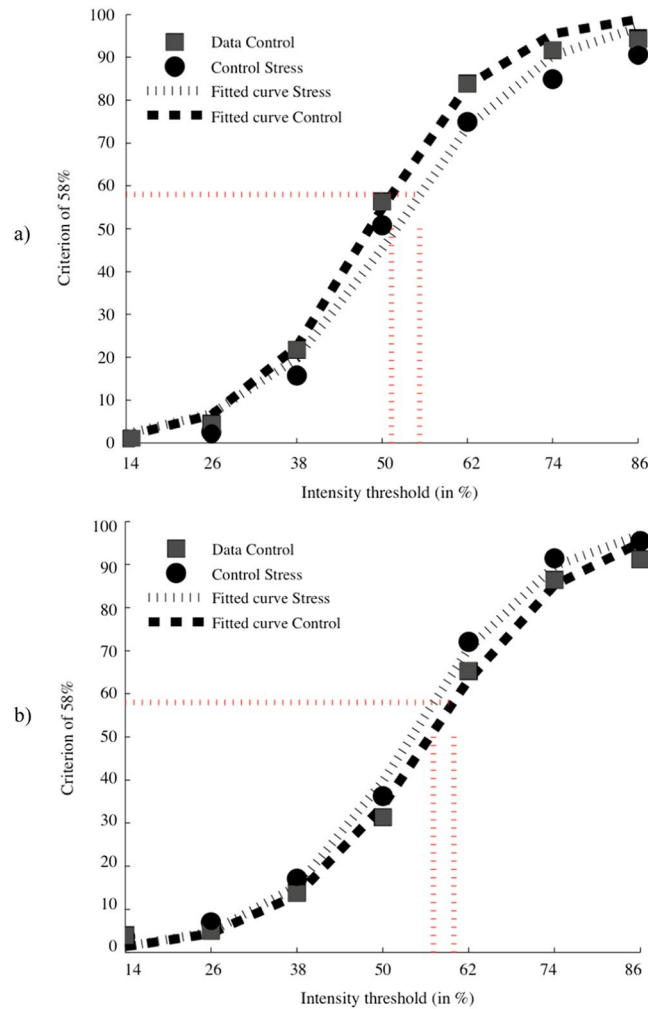 a)
Criterion of 58%
100
90
80
70
60
50
40
30
20
10
0
Data Control
Control Stress
Fitted curve Stress
Fitted curve Control
14 26 38 50 62 74 86
Intensity threshold (in %)
b)
Criterion of 58%
100
90
80
70
60
50
40
30
20
10
0
Data Control
Control Stress
Fitted curve Stress
Fitted curve Control
14 26 38 50 62 74 86
Intensity threshold (in %)